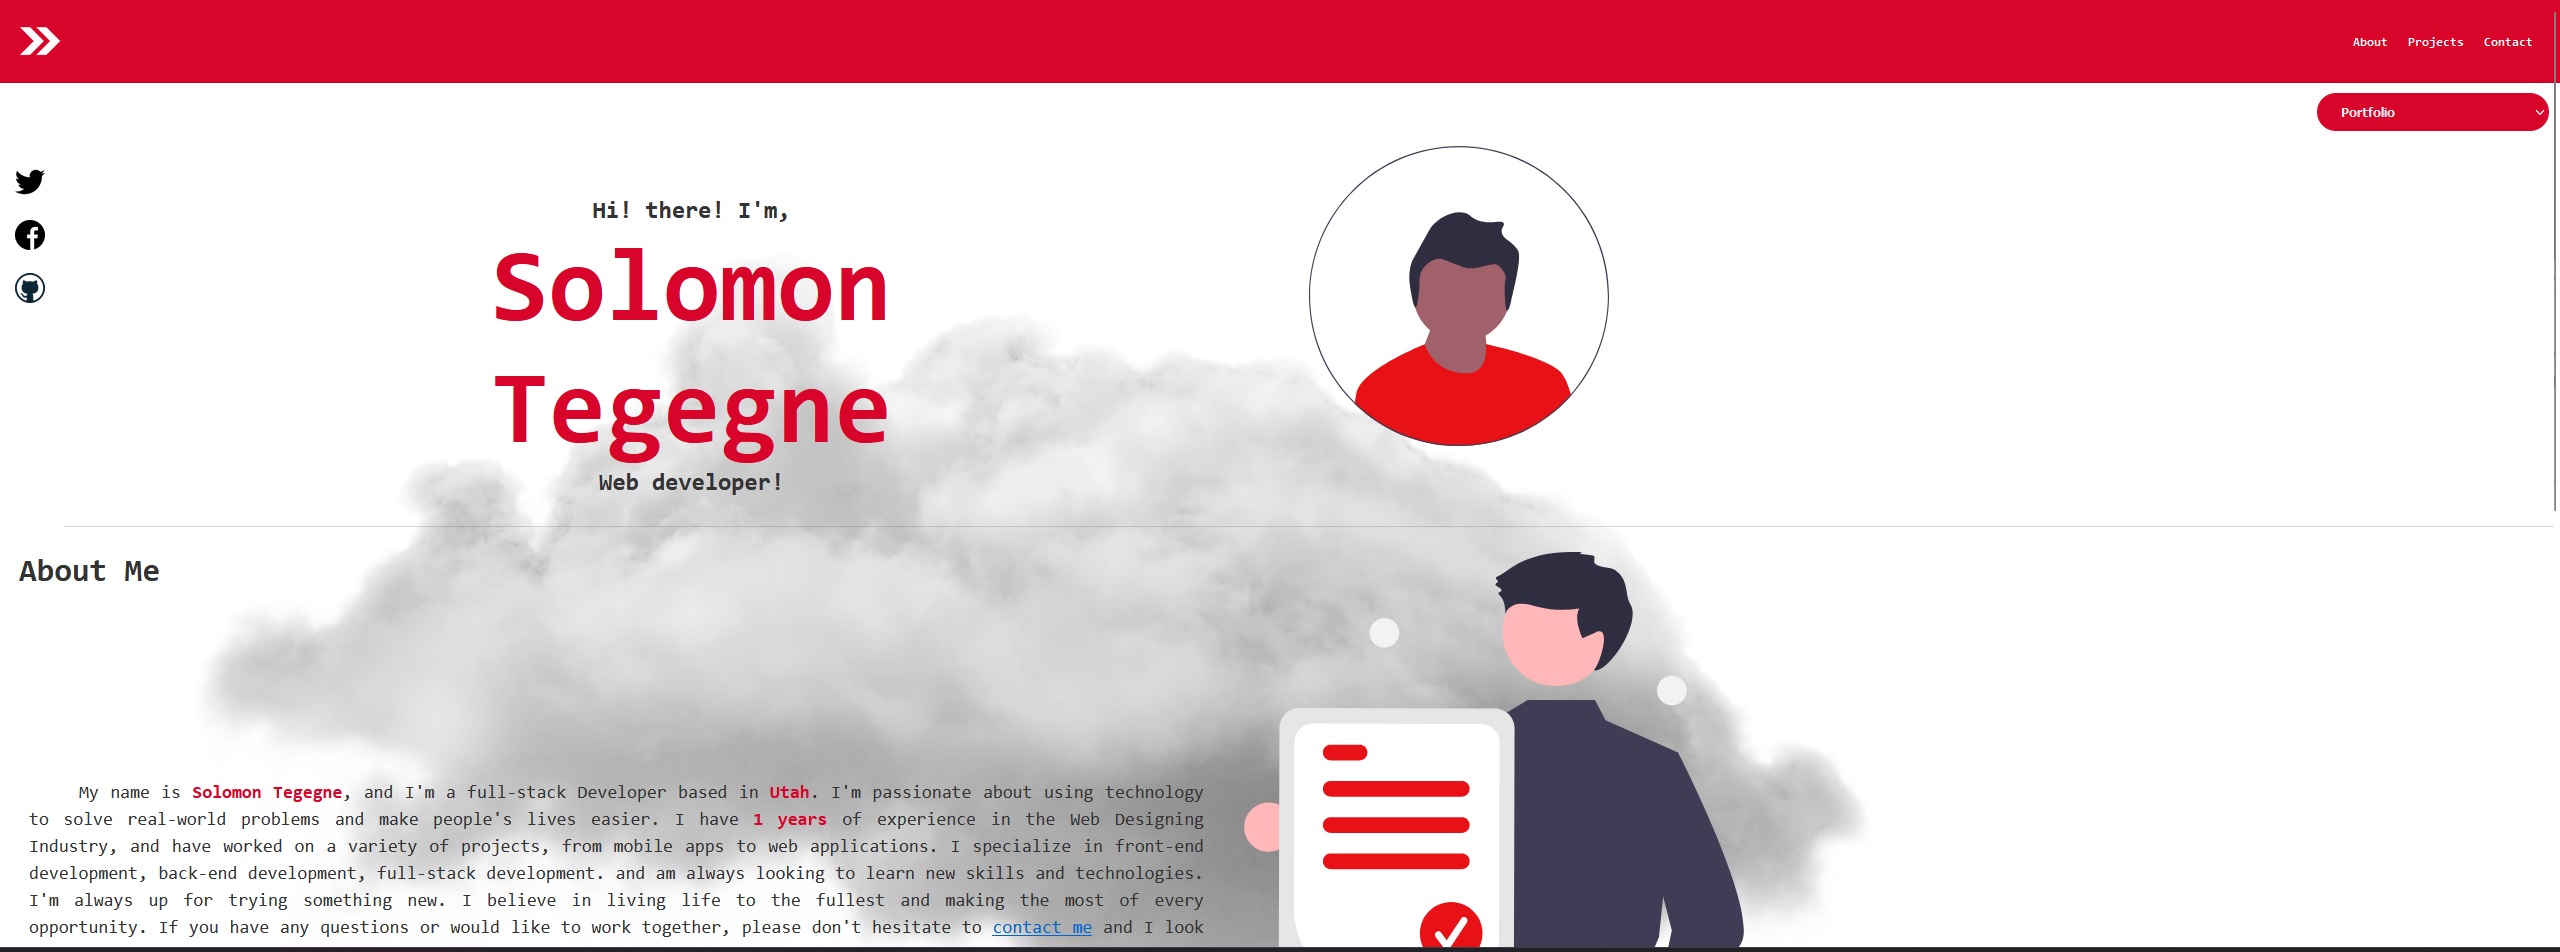 About Projects Contact
Portfolio
Hi! there! I'm,
Solomon
Tegegne
Web developer!
About Me
My name is Solomon Tegegne, and I'm a full-stack Developer based in Utah. I'm passionate about using technology
to solve real-world problems and make people's lives easier. I have 1 years of experience in the Web Designing
Industry, and have worked on a variety of projects, from mobile apps to web applications. I specialize in front-end
development, back-end development, full-stack development. and am always looking to learn new skills and technologies.
I'm always up for trying something new. I believe in living life to the fullest and making the most of every
opportunity. If you have any questions or would like to work together, please don't hesitate to contact me and I look